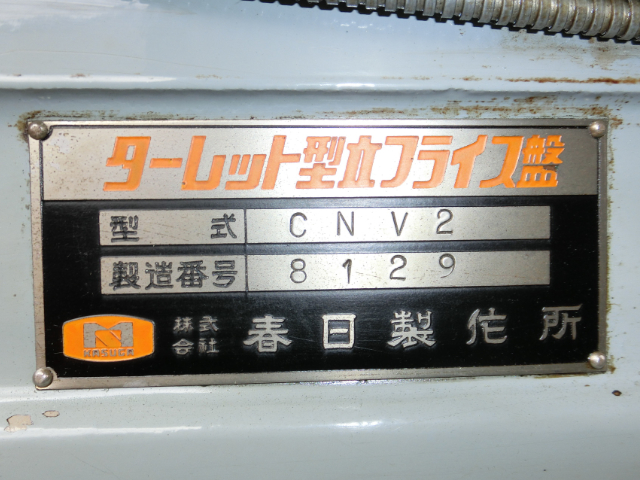 ターレット型立フライス盤
型式 CNV2
製造番号 8129
株式会社 春日製作所